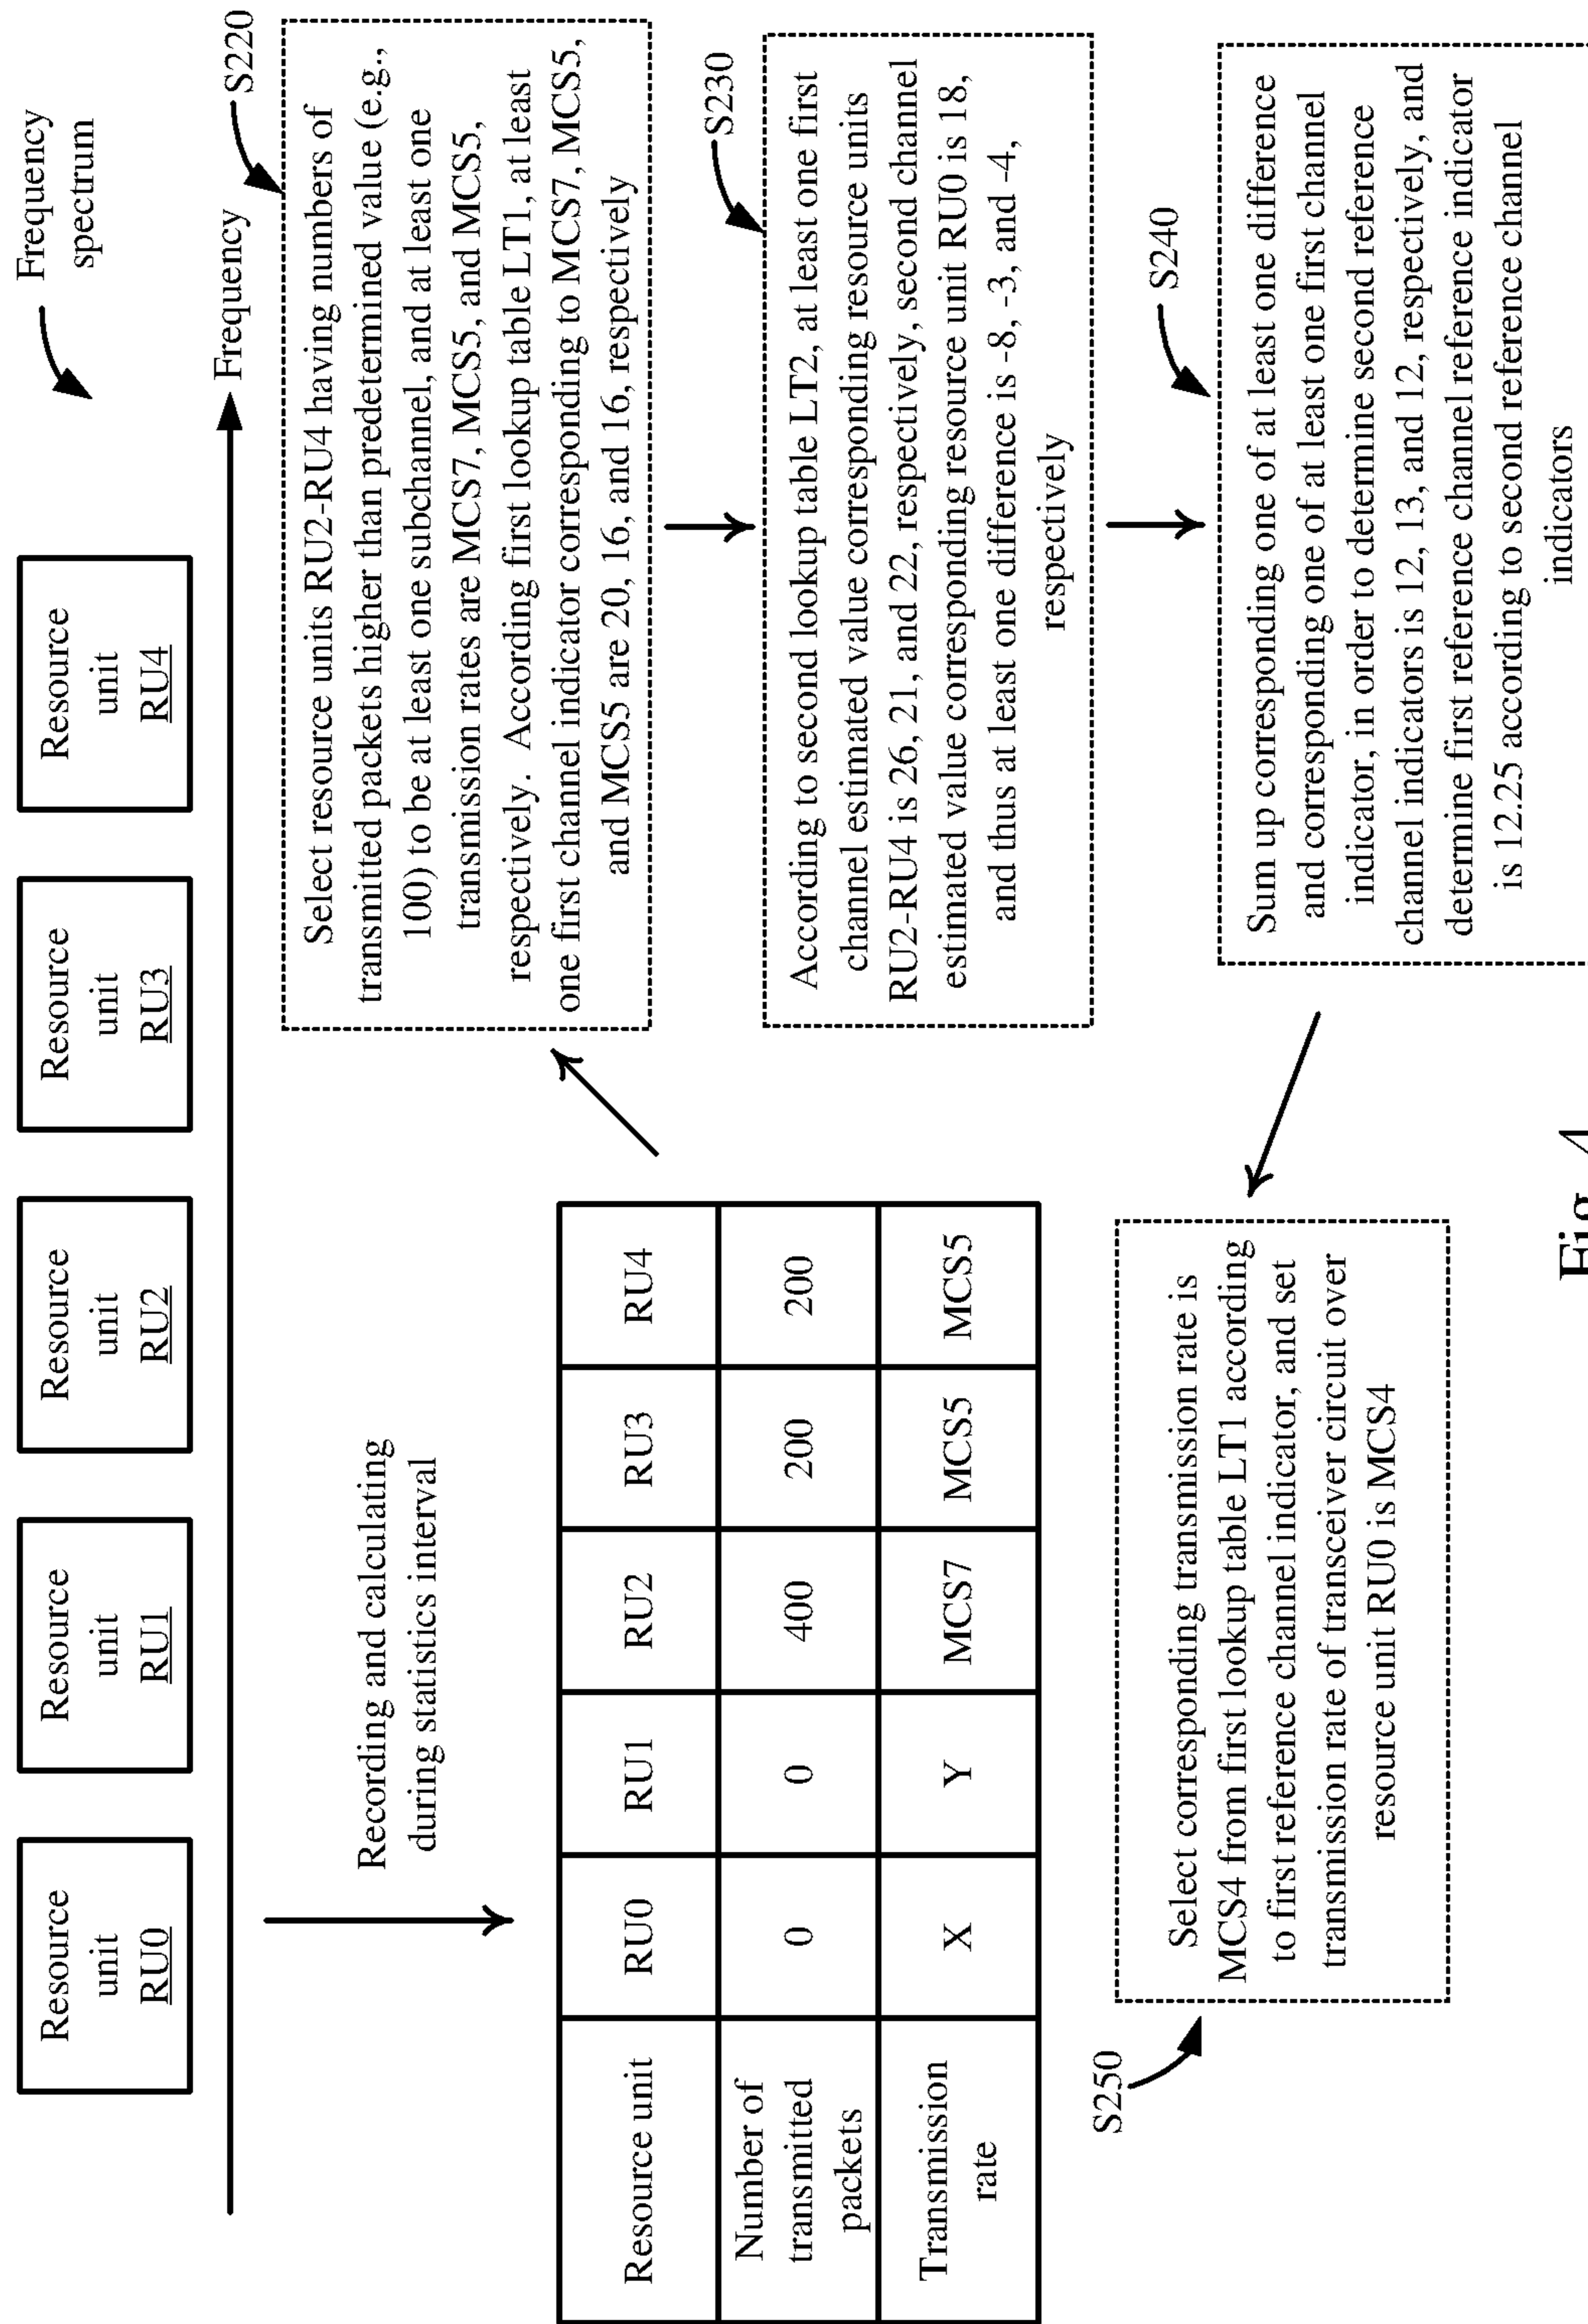 Frequency
spectrum
Resource
unit
RU0
Resource
unit
RU1
Resource
unit
RU2
Resource
unit
RU3
Resource
unit
RU4
Frequency
Recording and calculating
during statistics interval
Resource unit RU0 RU1 RU2 RU3 RU4
Number of
transmitted
packets
0 0 400 200 200
Transmission
rate
X Y MCS7 MCS5 MCS5
S220
Select resource units RU2-RU4 having numbers of
transmitted packets higher than predetermined value (e.g.,
100) to be at least one subchannel, and at least one
transmission rates are MCS7, MCS5, and MCS5,
respectively. According first lookup table LT1, at least
one first channel indicator corresponding to MCS7, MCS5,
and MCS5 are 20, 16, and 16, respectively
S230
According to second lookup table LT2, at least one first
channel estimated value corresponding resource units
RU2-RU4 is 26, 21, and 22, respectively, second channel
estimated value corresponding resource unit RU0 is 18,
and thus at least one difference is -8, -3, and -4,
respectively
S240
Sum up corresponding one of at least one difference
and corresponding one of at least one first channel
indicator, in order to determine second reference
channel indicators is 12, 13, and 12, respectively, and
determine first reference channel reference indicator
is 12.25 according to second reference channel
indicators
S250
Select corresponding transmission rate is
MCS4 from first lookup table LT1 according
to first reference channel indicator, and set
transmission rate of transceiver circuit over
resource unit RU0 is MCS4
Fig. 4